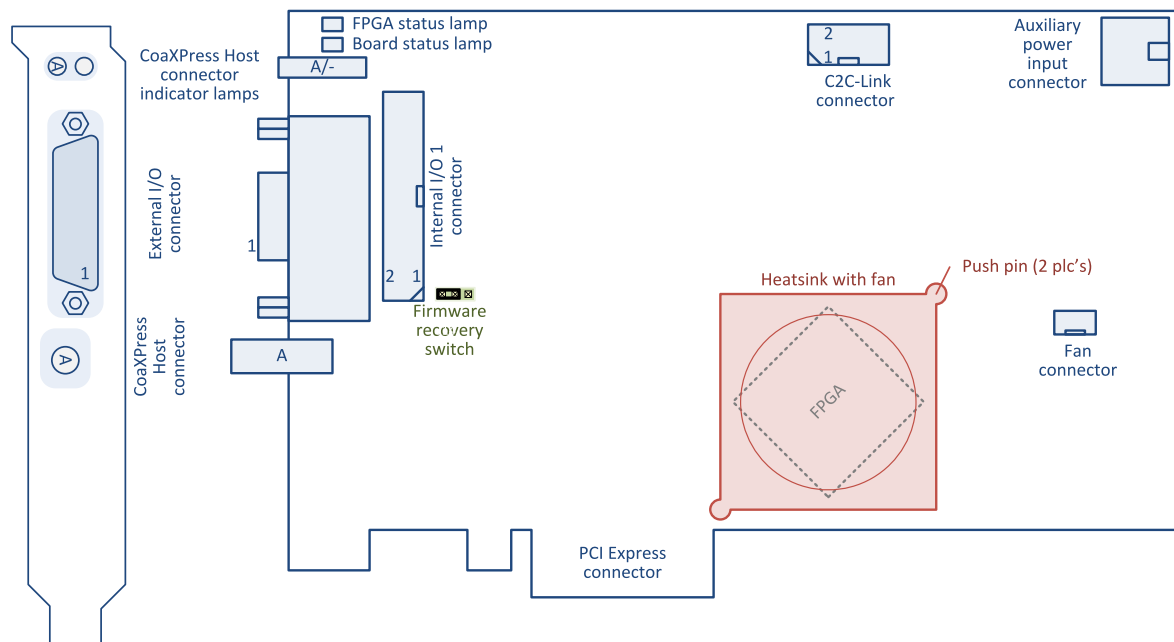 FPGA status lamp
Board status lamp
CoaXPress Host
connector
indicator lamps
A/-
A
2
1
C2C-Link
connector
Auxiliary
power
input
connector
External I/O
connector
1
1
Internal I/O 1
connector
2
1
Firmware
recovery
switch
CoaXPress
Host
connector
A
A
Heatsink with fan
Push pin (2 plc's)
FPGA
Fan
connector
PCI Express
connector